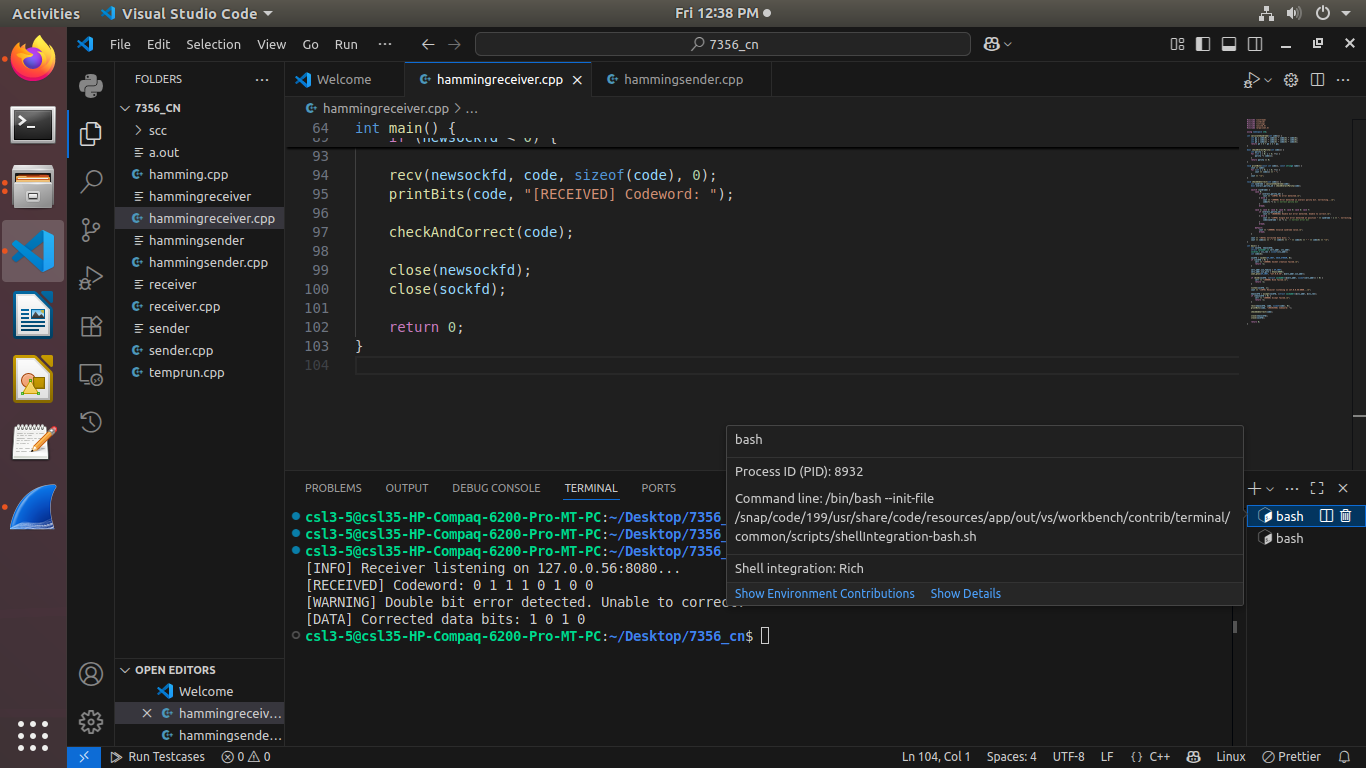 Activities Visual Studio Code Fri 12:38 PM
File Edit Selection View Go Run ··· 7356_cn
FOLDERS ···
7356_CN
scc
a.out
hamming.cpp
hammingreceiver
hammingreceiver.cpp
hammingsender
hammingsender.cpp
receiver
receiver.cpp
sender
sender.cpp
temprun.cpp
OPEN EDITORS
Welcome
hammingreceiv...
hammingsende...
Welcome hammingreceiver.cpp hammingsender.cpp
hammingreceiver.cpp > ...
64 int main() {
89 if (newsockfd < 0) {
93
94 recv(newsockfd, code, sizeof(code), 0);
95 printBits(code, "[RECEIVED] Codeword: ");
96
97 checkAndCorrect(code);
98
99 close(newsockfd);
100 close(sockfd);
101
102 return 0;
103 }
104
PROBLEMS OUTPUT DEBUG CONSOLE TERMINAL PORTS
csl3-5@csl35-HP-Compaq-6200-Pro-MT-PC:~/Desktop/7356_
csl3-5@csl35-HP-Compaq-6200-Pro-MT-PC:~/Desktop/7356_
csl3-5@csl35-HP-Compaq-6200-Pro-MT-PC:~/Desktop/7356_
[INFO] Receiver listening on 127.0.0.56:8080...
[RECEIVED] Codeword: 0 1 1 1 0 1 0 0
[WARNING] Double bit error detected. Unable to correct.
[DATA] Corrected data bits: 1 0 1 0
csl3-5@csl35-HP-Compaq-6200-Pro-MT-PC:~/Desktop/7356_cn$
bash
Process ID (PID): 8932
Command line: /bin/bash --init-file
/snap/code/199/usr/share/code/resources/app/out/vs/workbench/contrib/terminal/
common/scripts/shellIntegration-bash.sh
Shell integration: Rich
Show Environment Contributions Show Details
bash
bash
Run Testcases 0 0 Ln 104, Col 1 Spaces: 4 UTF-8 LF {} C++ Linux Prettier